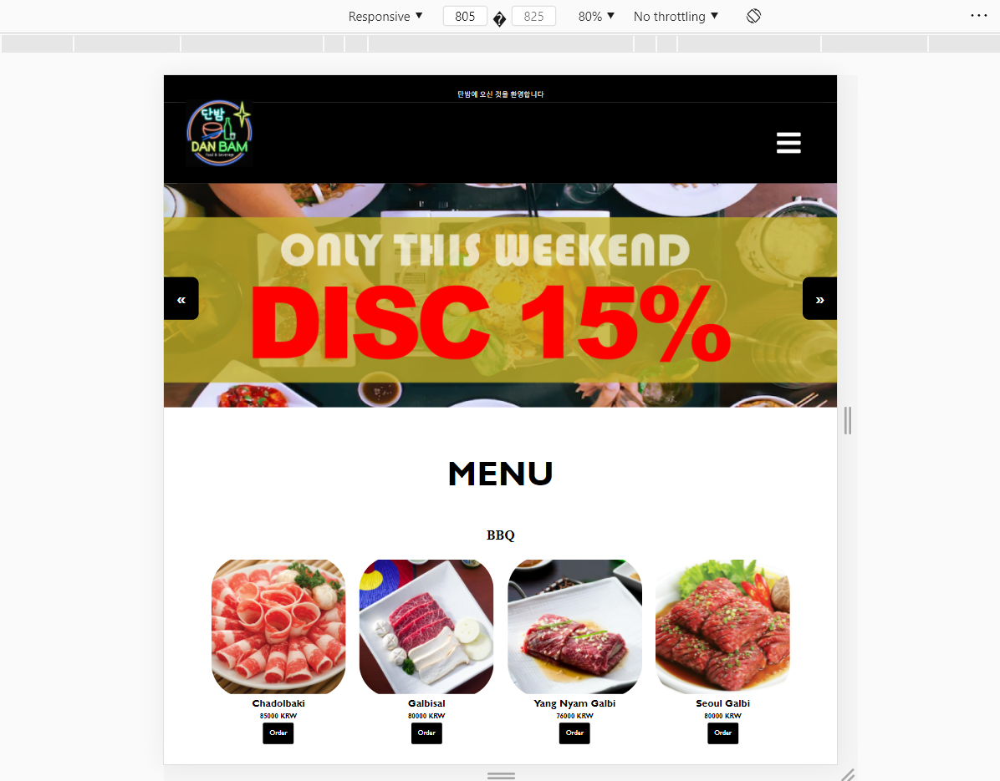 Responsive ▼ 805 � 825 80% ▼ No throttling ▼ ···
단밤에 오신 것을 환영합니다
단밤
DAN BAM
Food & beverage
ONLY THIS WEEKEND
« DISC 15% »
MENU
BBQ
Chadolbaki Galbisal Yang Nyam Galbi Seoul Galbi
85000 KRW 80000 KRW 76000 KRW 80000 KRW
Order Order Order Order